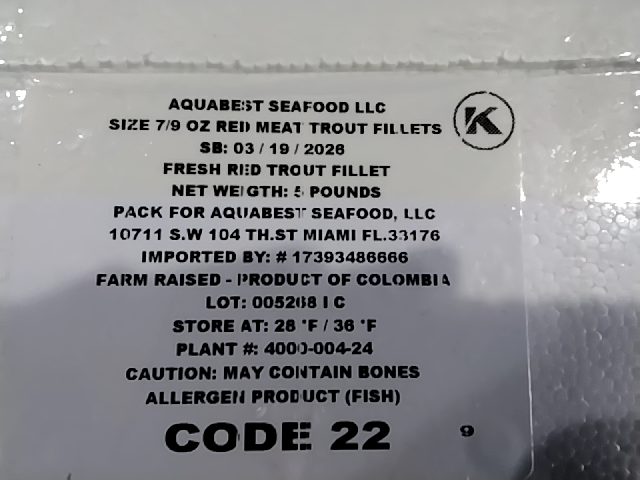 AQUABEST SEAFOOD LLC
SIZE 7/9 OZ RED MEAT TROUT FILLETS
K
SB: 03 / 19 / 2026
FRESH RED TROUT FILLET
NET WEIGTH: 5 POUNDS
PACK FOR AQUABEST SEAFOOD, LLC
10711 S.W 104 TH.ST MIAMI FL.33176
IMPORTED BY: # 17393486666
FARM RAISED - PRODUCT OF COLOMBIA
LOT: 005268 I C
STORE AT: 28 °F / 36 °F
PLANT #: 4000-004-24
CAUTION: MAY CONTAIN BONES
ALLERGEN PRODUCT (FISH)
CODE 22 9